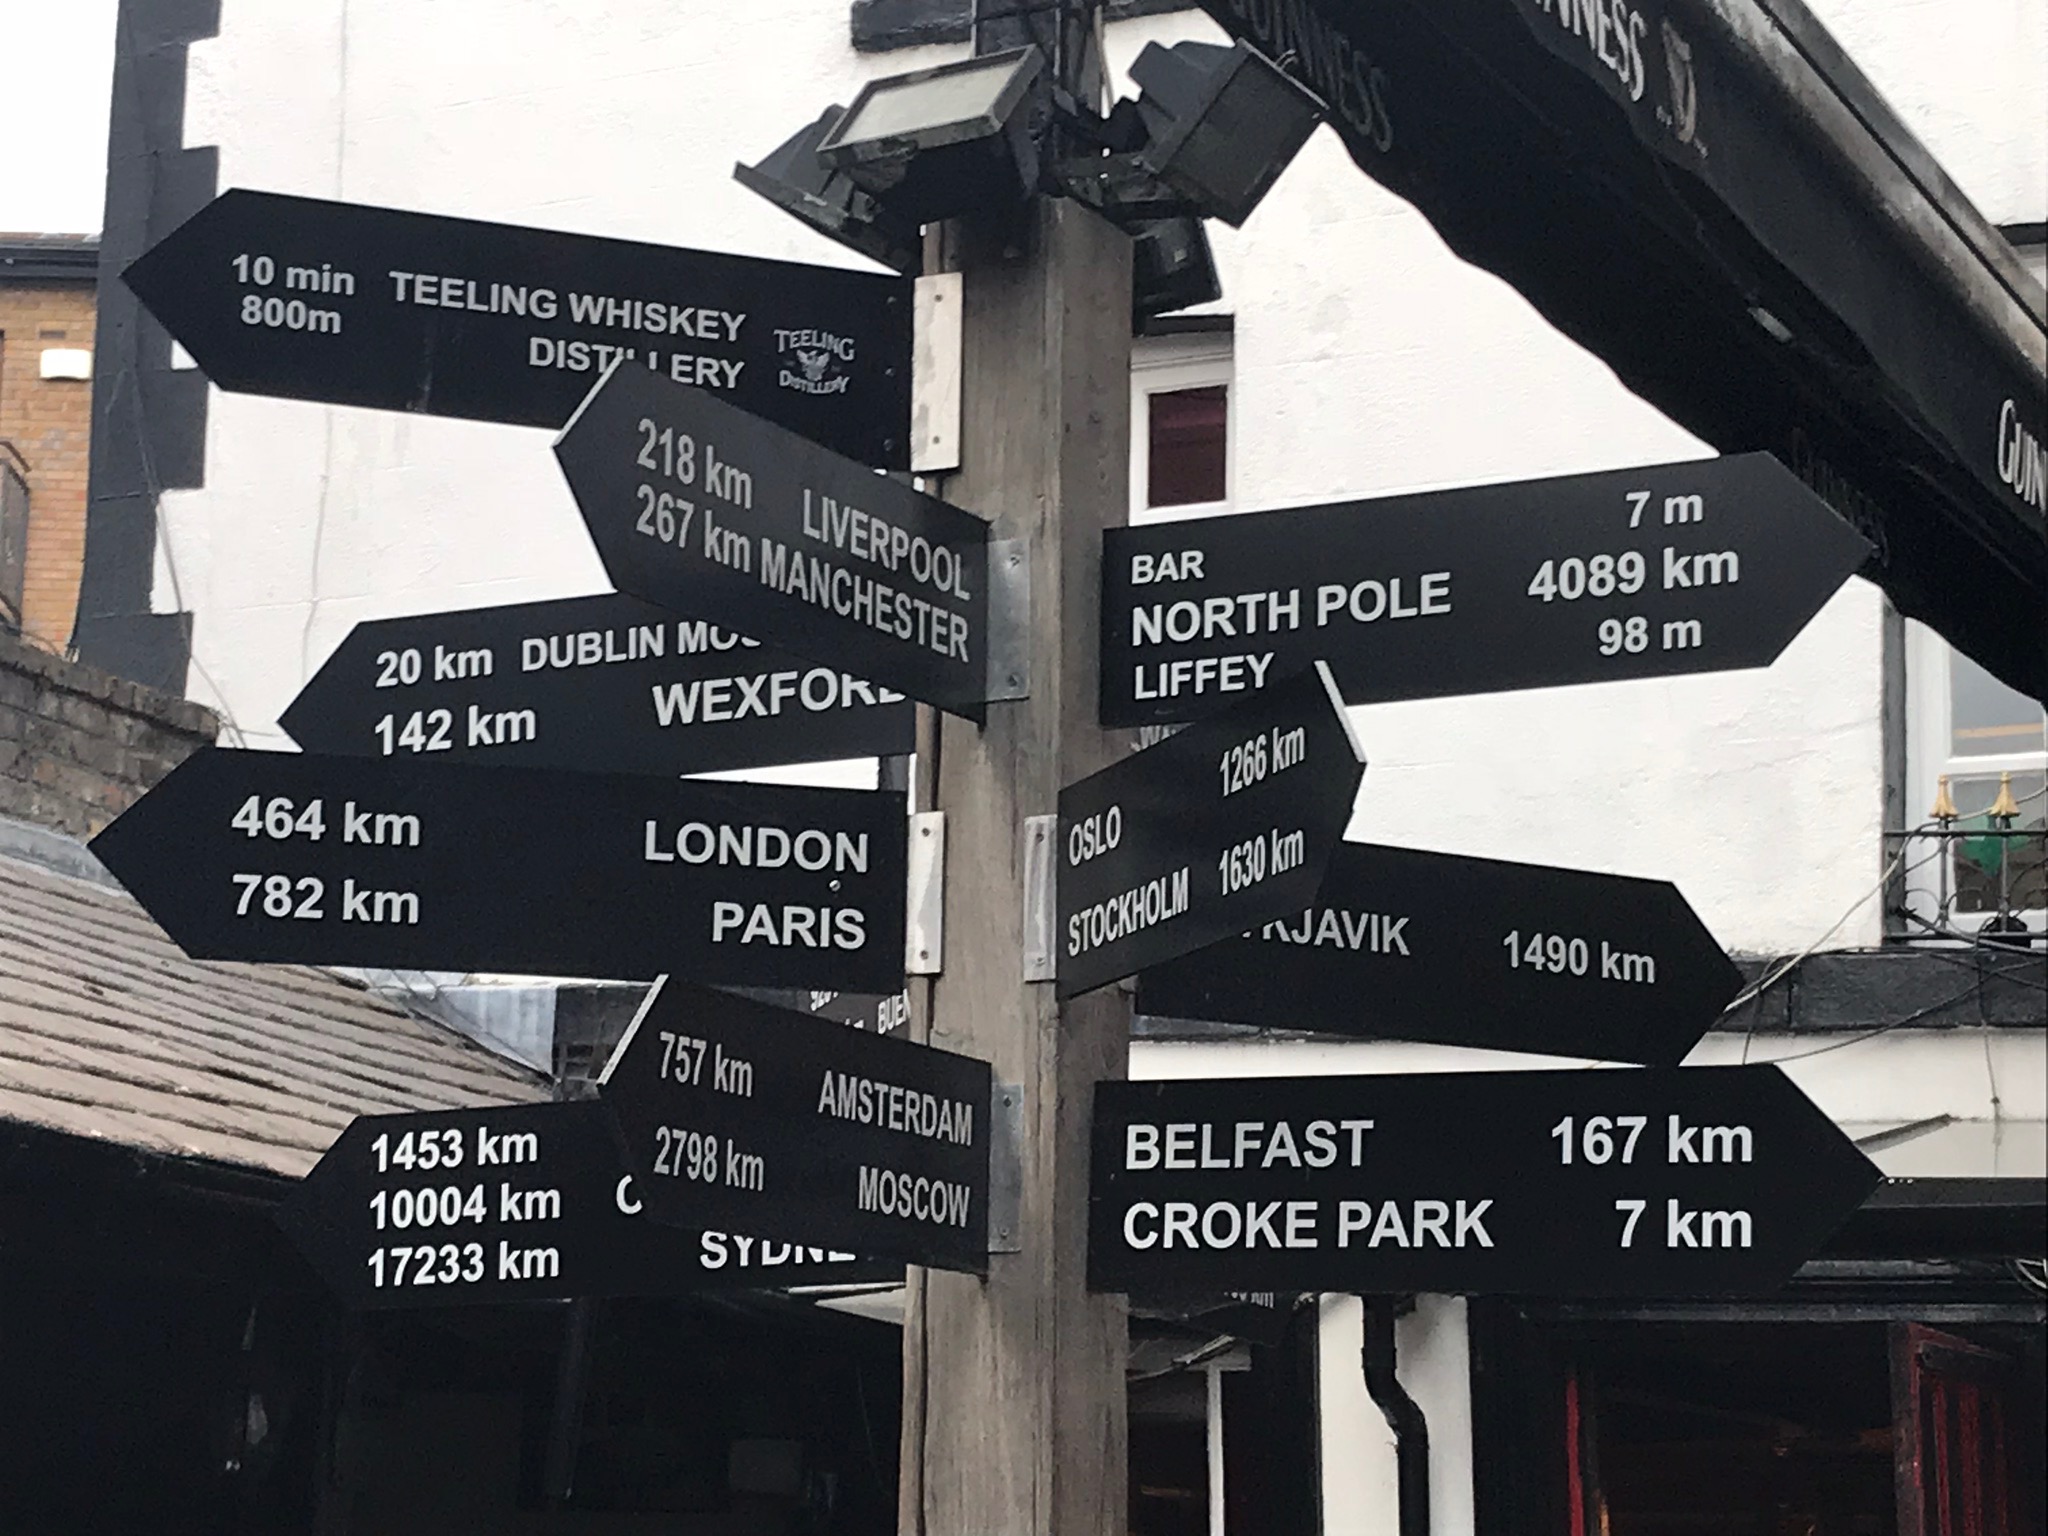 GUINNESS
10 min TEELING WHISKEY
800m DISTILLERY
TEELING
DISTILLERY
218 km LIVERPOOL
267 km MANCHESTER
20 km DUBLIN
142 km WEXFORD
464 km LONDON
782 km PARIS
757 km AMSTERDAM
2798 km MOSCOW
1453 km
10004 km
17233 km SYDNE
BAR 7 m
NORTH POLE 4089 km
LIFFEY 98 m
OSLO 1266 km
STOCKHOLM 1630 km
KJAVIK 1490 km
BELFAST 167 km
CROKE PARK 7 km
BUEN